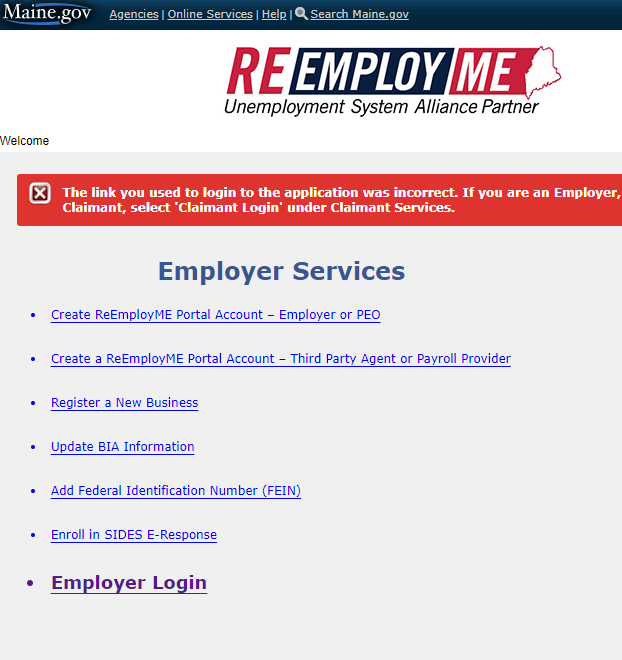 Maine.gov Agencies | Online Services | Help | Search Maine.gov
REEMPLOYME
Unemployment System Alliance Partner
Welcome
The link you used to login to the application was incorrect. If you are an Employer,
Claimant, select 'Claimant Login' under Claimant Services.
Employer Services
• Create ReEmployME Portal Account – Employer or PEO
• Create a ReEmployME Portal Account – Third Party Agent or Payroll Provider
• Register a New Business
• Update BIA Information
• Add Federal Identification Number (FEIN)
• Enroll in SIDES E-Response
• Employer Login